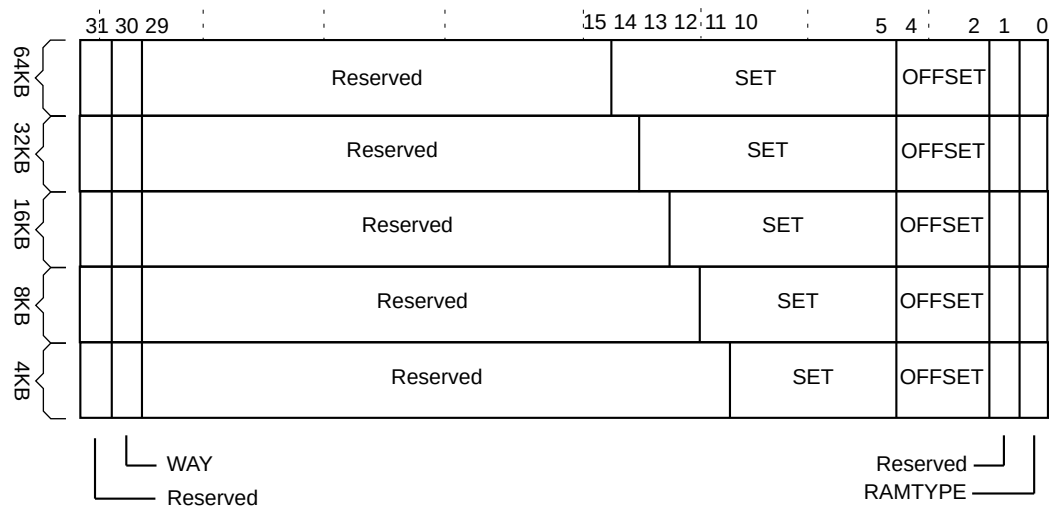 31 30 29 15 14 13 12 11 10 5 4 2 1 0
64KB Reserved SET OFFSET
32KB Reserved SET OFFSET
16KB Reserved SET OFFSET
8KB Reserved SET OFFSET
4KB Reserved SET OFFSET
WAY Reserved
Reserved RAMTYPE